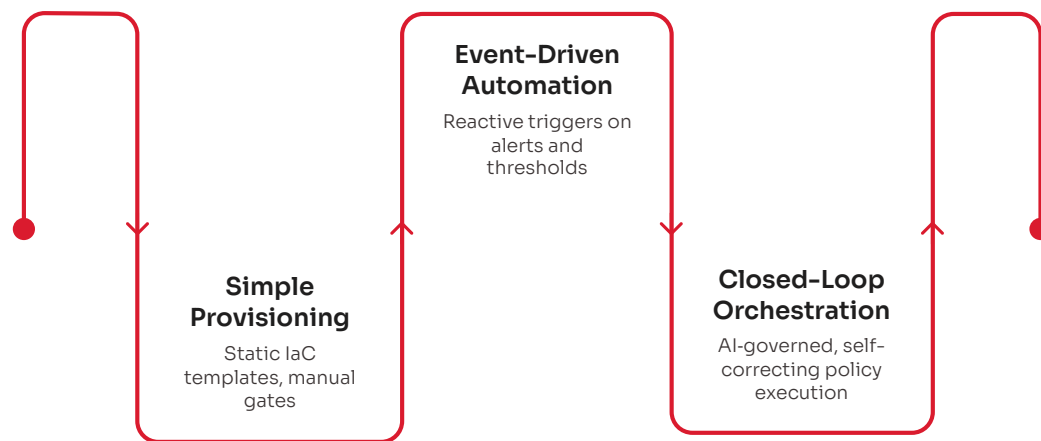 Event-Driven
Automation
Reactive triggers on
alerts and
thresholds
Simple
Provisioning
Static IaC
templates, manual
gates
Closed-Loop
Orchestration
AI-governed, self-
correcting policy
execution